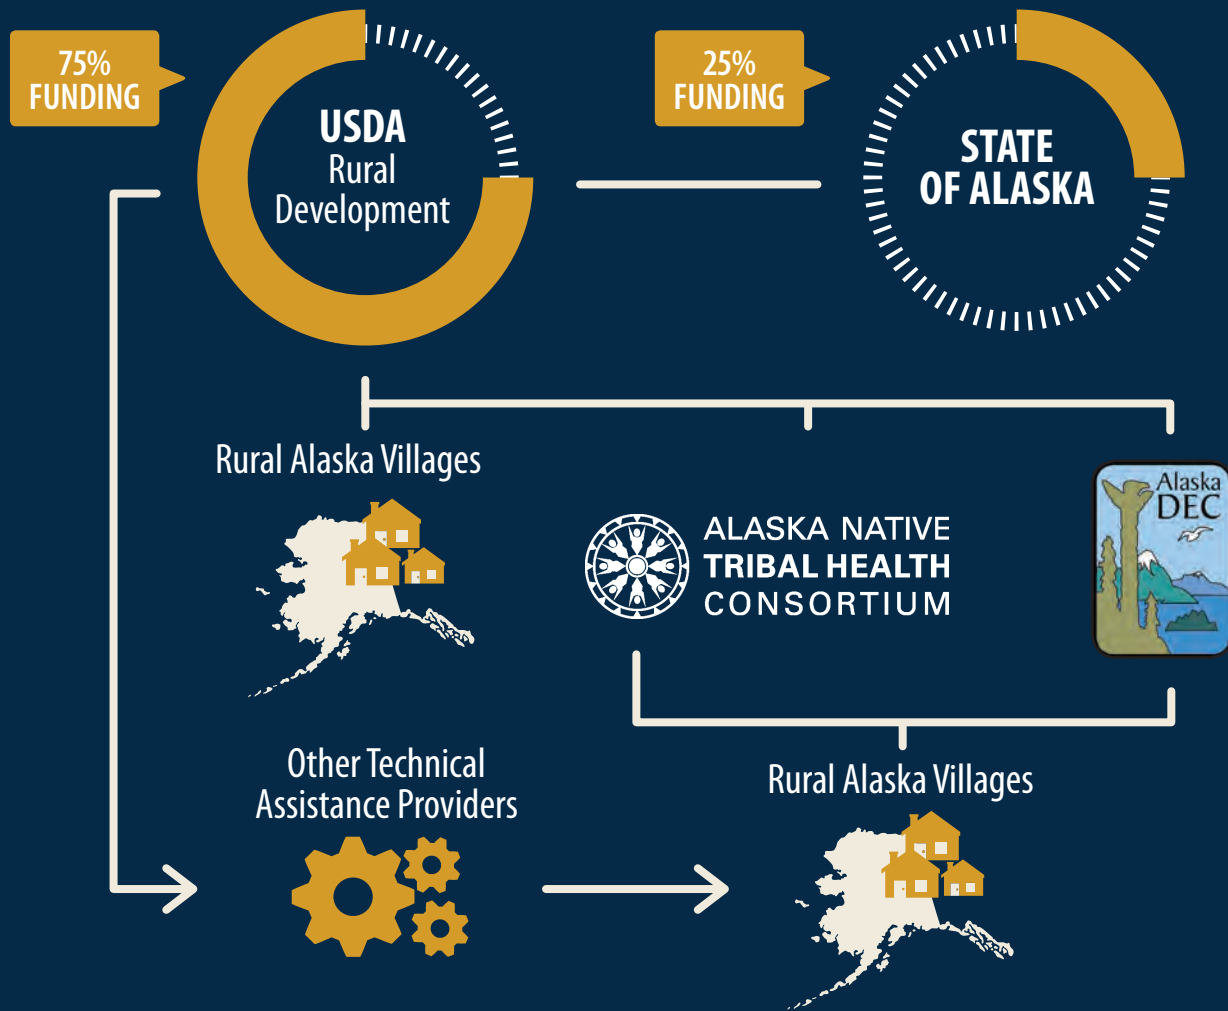 75%
FUNDING
USDA
Rural
Development
25%
FUNDING
STATE
OF ALASKA
Rural Alaska Villages
ALASKA NATIVE
TRIBAL HEALTH
CONSORTIUM
Alaska
DEC
Other Technical
Assistance Providers
Rural Alaska Villages